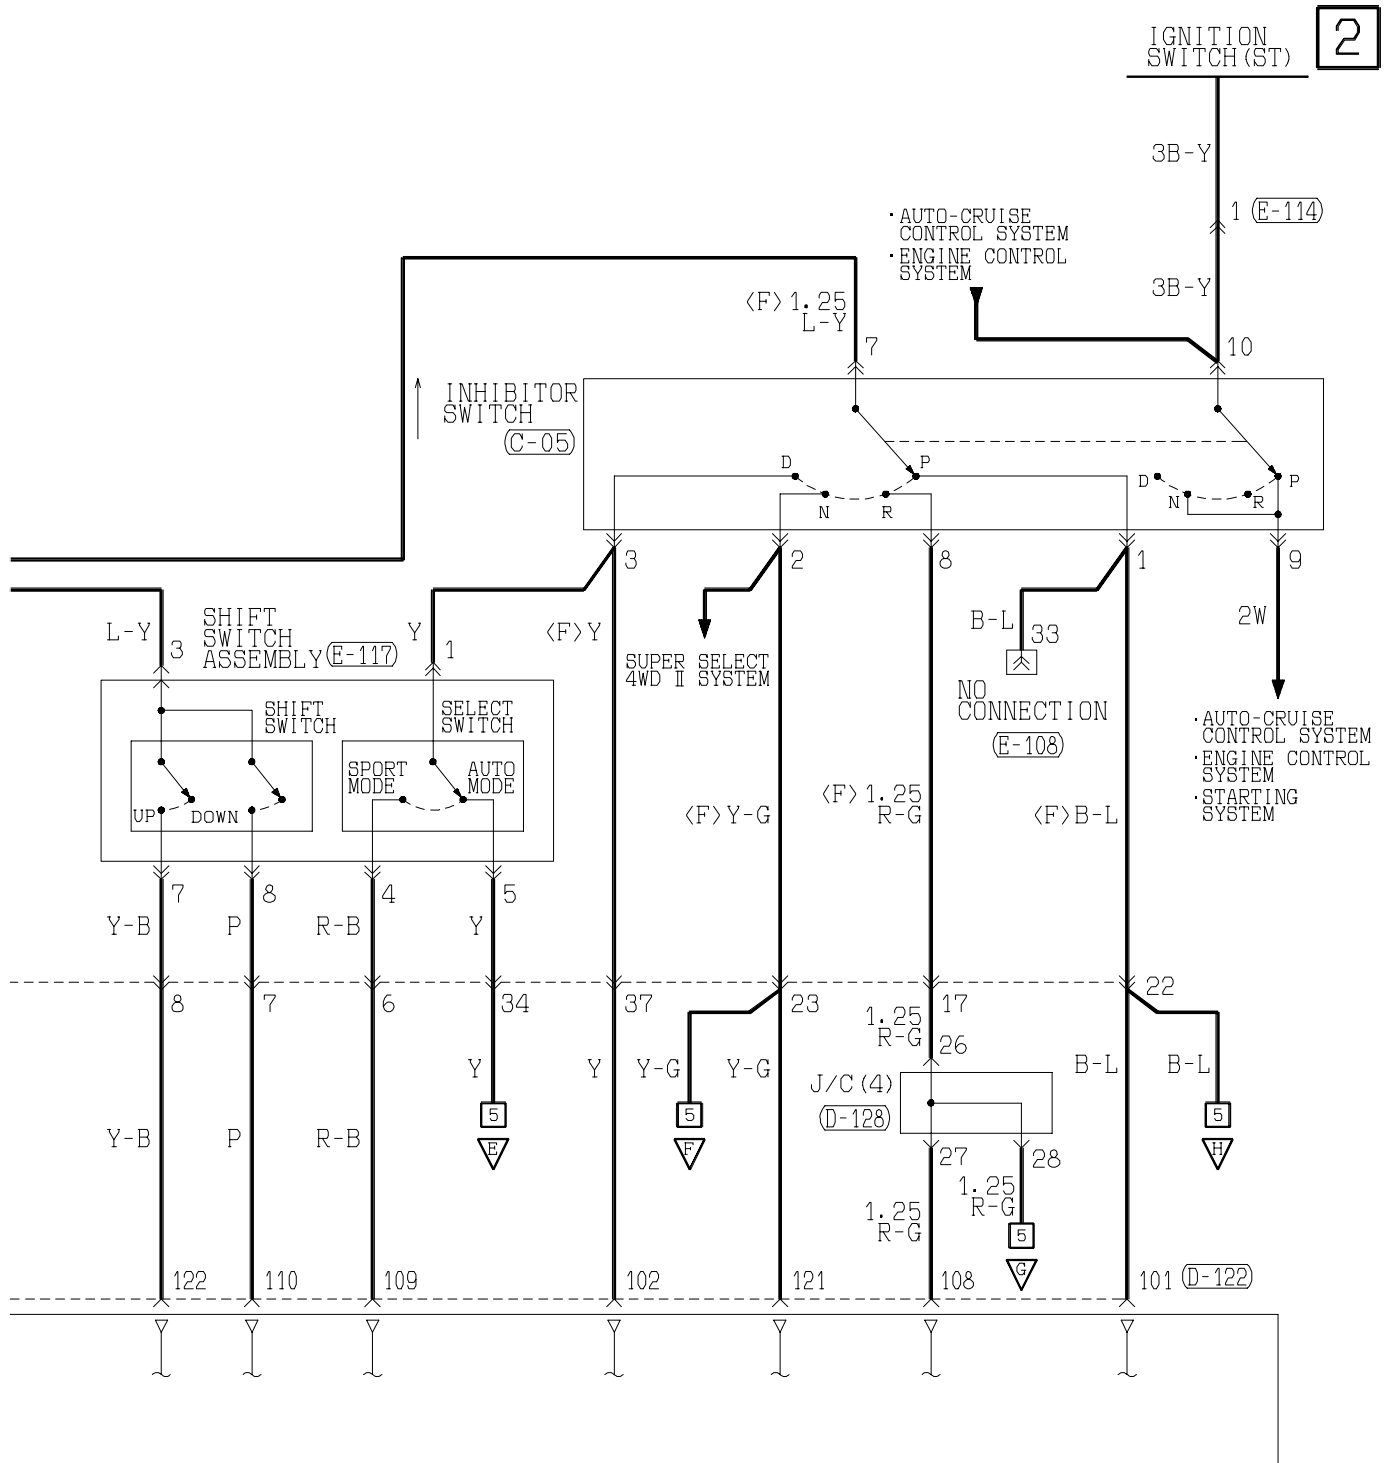 2
IGNITION
SWITCH(ST)
3B-Y
1 (E-114)
·AUTO-CRUISE
CONTROL SYSTEM
·ENGINE CONTROL
SYSTEM
3B-Y
<F>1.25
L-Y
7
10
INHIBITOR
SWITCH
C-05
D
P
N
R
D
P
N
R
3
2
8
1
9
L-Y
3
SHIFT
SWITCH
ASSEMBLY
E-117
Y
1
<F>Y
SUPER SELECT
4WD Ⅱ SYSTEM
B-L
33
NO
CONNECTION
E-108
2W
·AUTO-CRUISE
CONTROL SYSTEM
·ENGINE CONTROL
SYSTEM
·STARTING
SYSTEM
SHIFT
SWITCH
SELECT
SWITCH
SPORT
MODE
AUTO
MODE
UP
DOWN
<F>Y-G
<F>1.25
R-G
<F>B-L
7
8
4
5
Y-B
P
R-B
Y
8
7
6
34
37
23
17
22
1.25
R-G
26
Y
Y
Y-G
Y-G
B-L
B-L
J/C(4)
D-128
5
E
5
F
5
H
Y-B
P
R-B
27
28
1.25
R-G
1.25
R-G
5
G
122
110
109
102
121
108
101
D-122